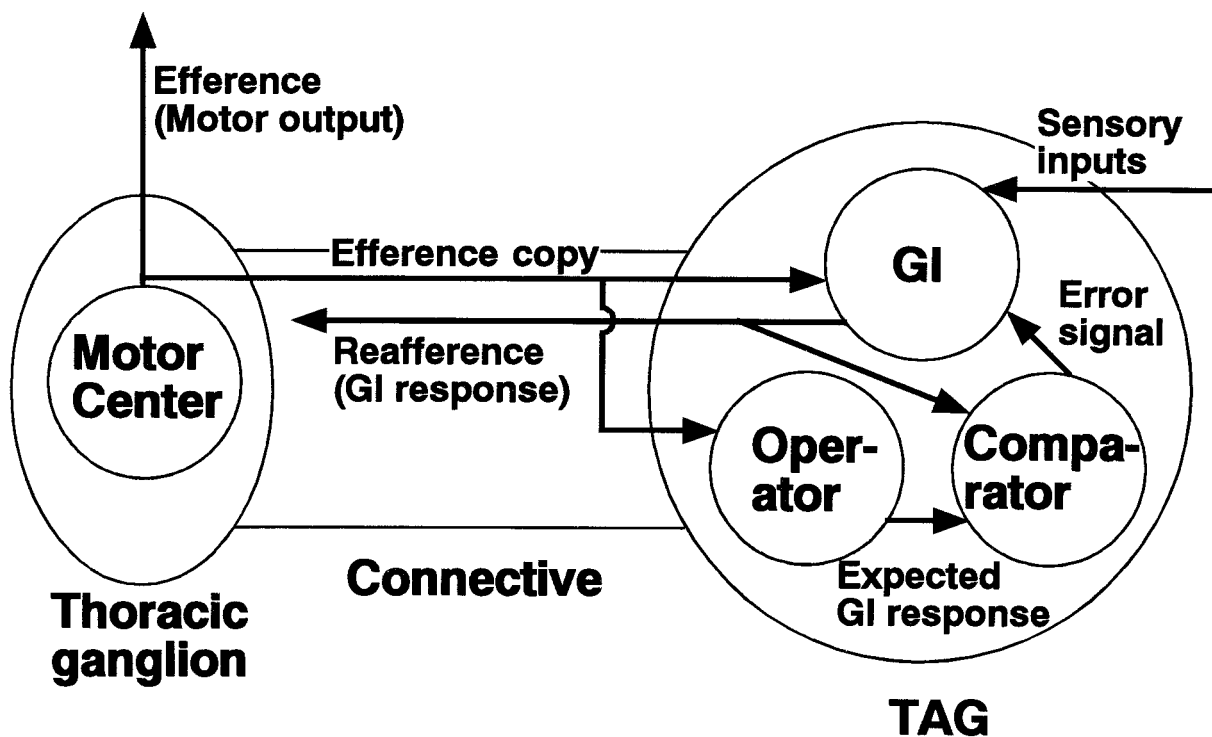 Efference
(Motor output)
Sensory
inputs
Efference copy
GI
Error
signal
Motor
Center
Reafference
(GI response)
Oper-
ator
Compa-
rator
Expected
GI response
Connective
Thoracic
ganglion
TAG